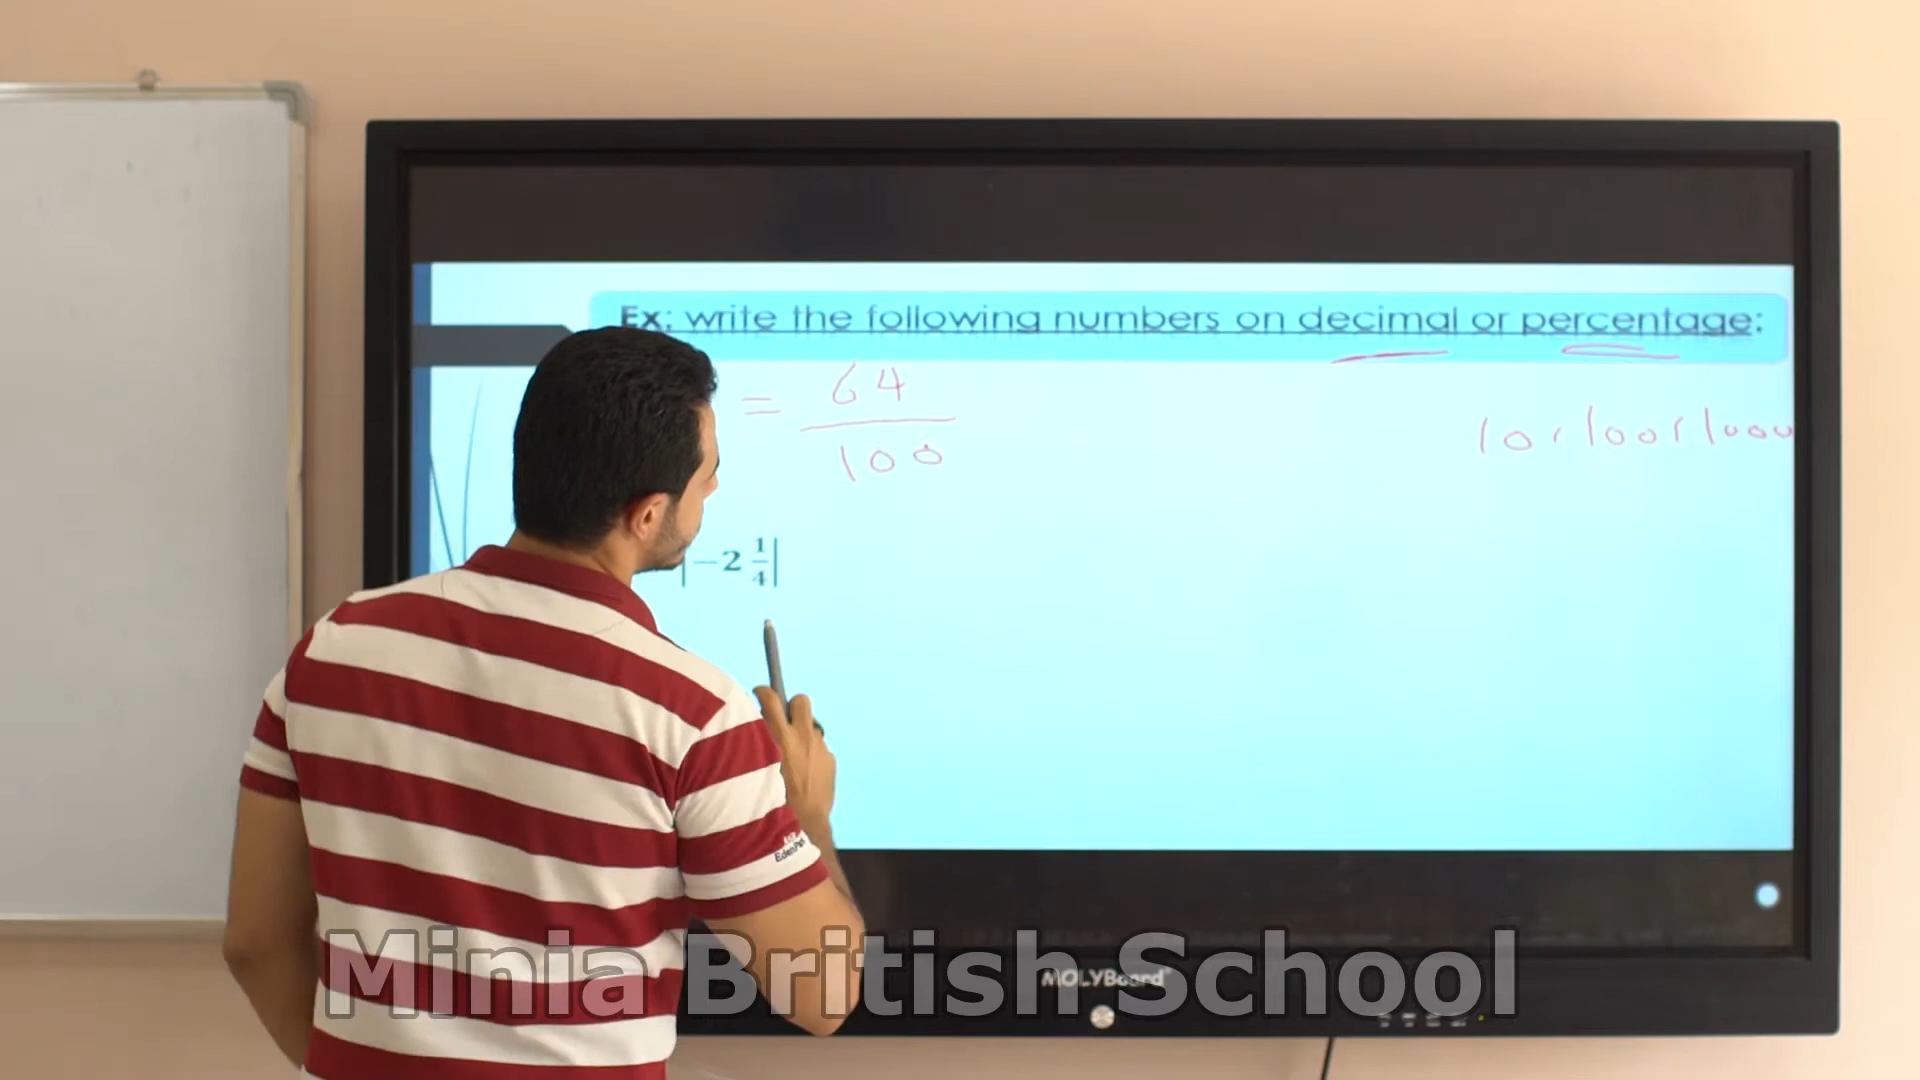 Ex: write the following numbers on decimal or percentage:
= 64/100
10, 100, 1000
|-2 1/4|
EdenPark
MOLYBoard
Minia British School